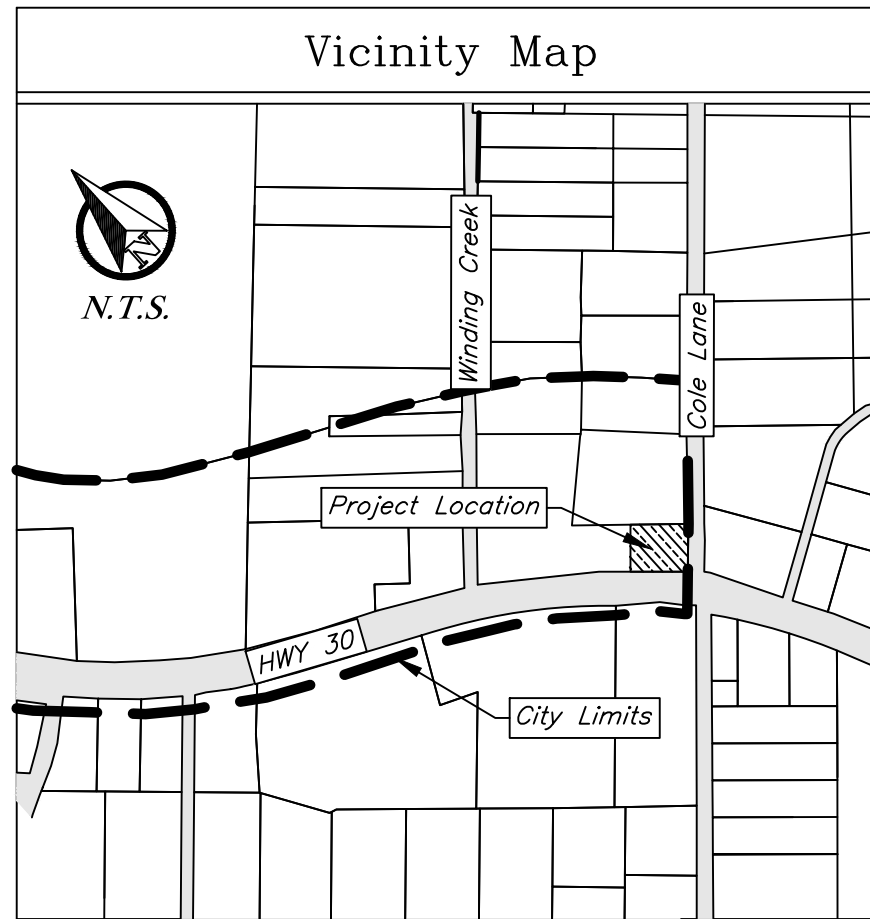 Vicinity Map
N
N.T.S.
Winding Creek
Cole Lane
Project Location
HWY 30
City Limits